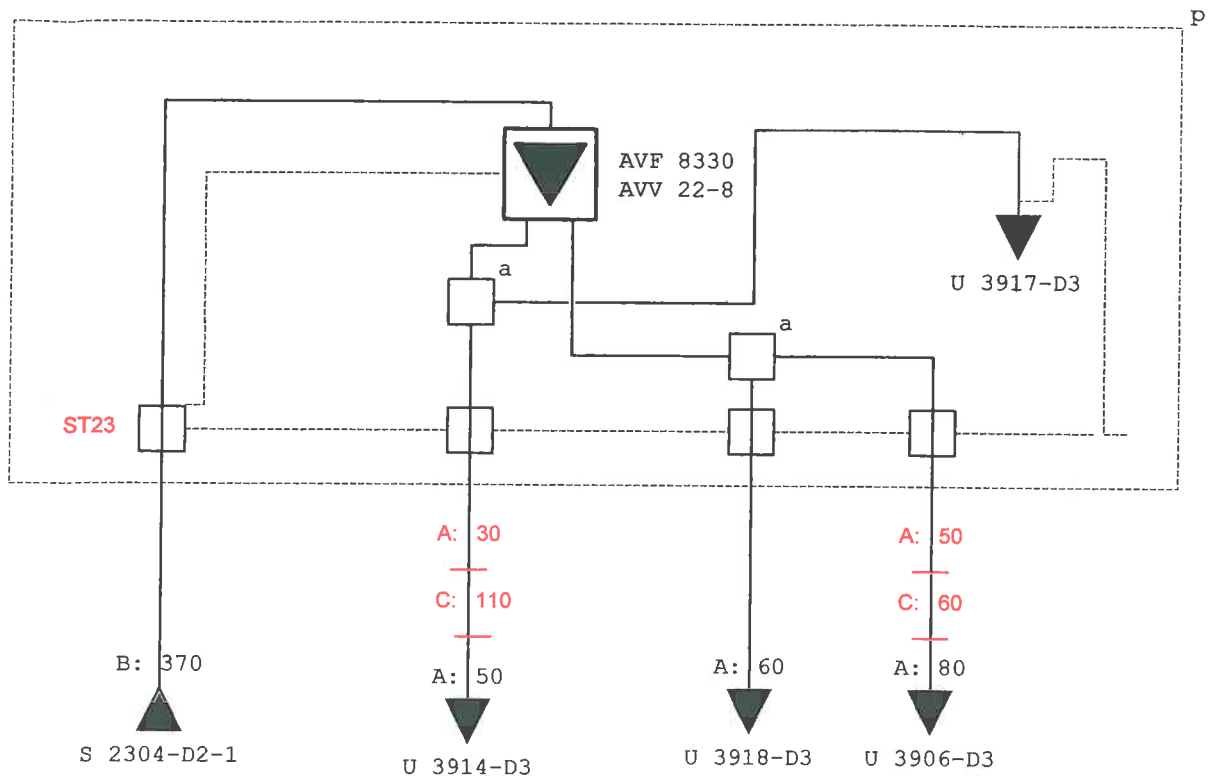 p
AVF 8330
AVV 22-8
a
U 3917-D3
a
ST23
A: 30
A: 50
C: 110
C: 60
B: 370
A: 50
A: 60
A: 80
S 2304-D2-1
U 3914-D3
U 3918-D3
U 3906-D3